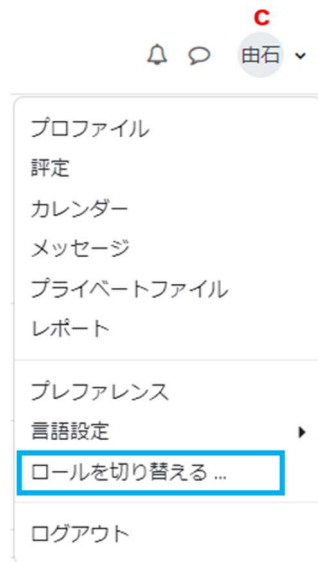 C
由石
プロファイル
評定
カレンダー
メッセージ
プライベートファイル
レポート
プレファレンス
言語設定
ロールを切り替える ...
ログアウト